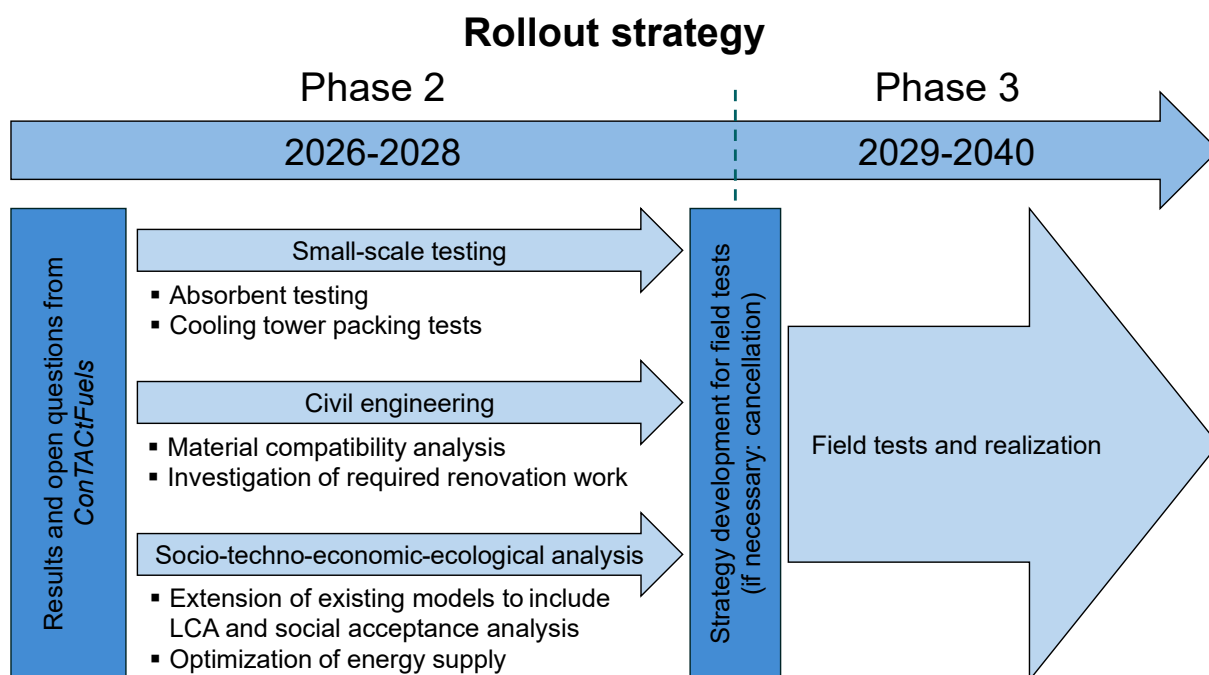 Rollout strategy
Phase 2
Phase 3
2026-2028
2029-2040
Results and open questions from
ConTACtFuels
Small-scale testing
▪ Absorbent testing
▪ Cooling tower packing tests
Civil engineering
▪ Material compatibility analysis
▪ Investigation of required renovation work
Socio-techno-economic-ecological analysis
▪ Extension of existing models to include
LCA and social acceptance analysis
▪ Optimization of energy supply
Strategy development for field tests
(if necessary: cancellation)
Field tests and realization